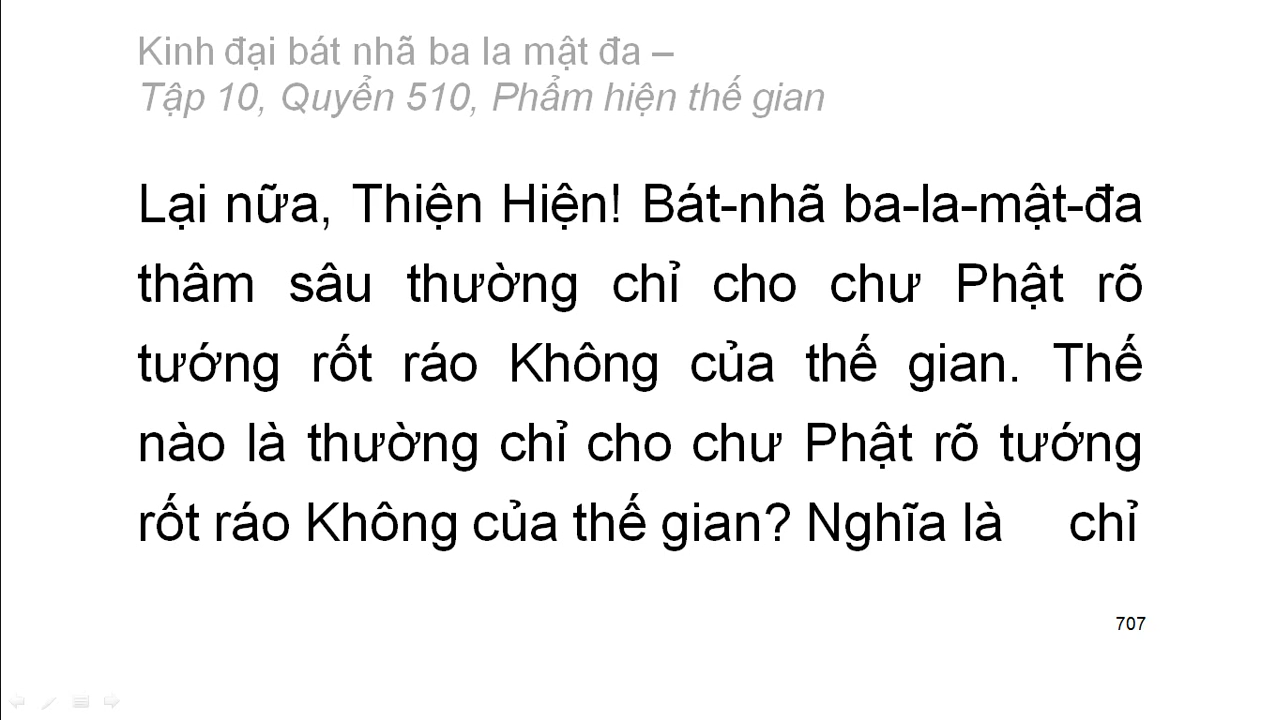 Kinh đại bát nhã ba la mật đa –
Tập 10, Quyển 510, Phẩm hiện thế gian
Lại nữa, Thiện Hiện! Bát-nhã ba-la-mật-đa
thâm sâu thường chỉ cho chư Phật rõ
tướng rốt ráo Không của thế gian. Thế
nào là thường chỉ cho chư Phật rõ tướng
rốt ráo Không của thế gian? Nghĩa là chỉ
707